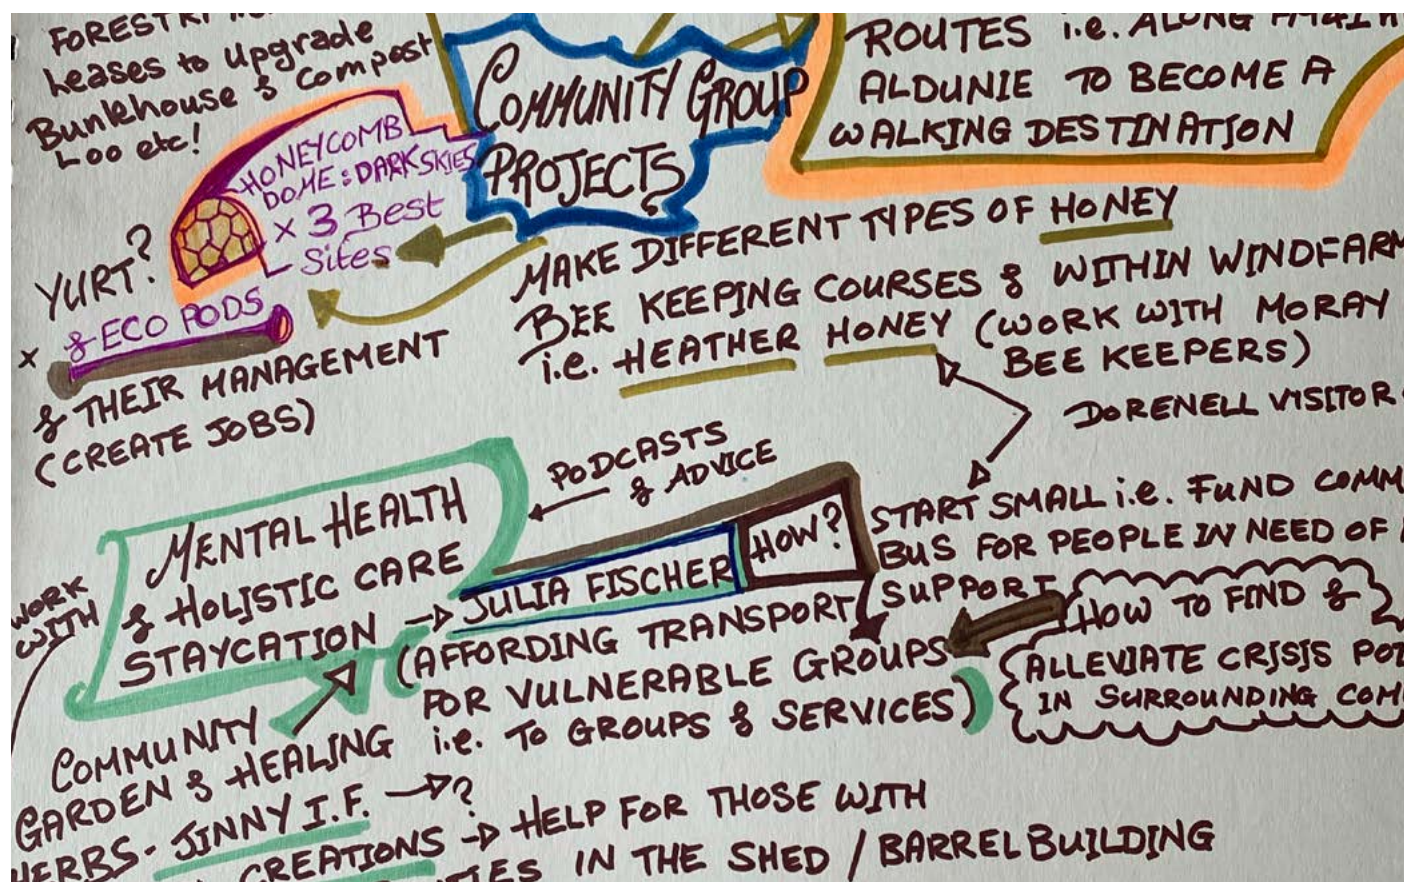 Leases to upgrade
Bunkhouse & Compost
Loo etc!
COMMUNITY GROUP
PROJECTS
ROUTES i.e. ALONG
ALDUNIE TO BECOME A
WALKING DESTINATION
HONEYCOMB
DOME: DARK SKIES
x 3 Best
Sites
YURT?
x & ECO PODS
& THEIR MANAGEMENT
(CREATE JOBS)
MAKE DIFFERENT TYPES OF HONEY
BEE KEEPING COURSES & WITHIN WINDFARM
i.e. HEATHER HONEY (WORK WITH MORAY
BEE KEEPERS)
DORENELL VISITOR
PODCASTS
& ADVICE
MENTAL HEALTH
& HOLISTIC CARE
STAYCATION → JULIA FISCHER HOW?
(AFFORDING TRANSPORT
FOR VULNERABLE GROUPS
i.e. TO GROUPS & SERVICES)
START SMALL i.e. FUND COMM
BUS FOR PEOPLE IN NEED OF
SUPPORT
HOW TO FIND &
ALLEVIATE CRISIS POT
IN SURROUNDING COM
WORK
WITH
COMMUNITY
GARDEN & HEALING
HERBS - JINNY I.F. → ?
CREATIONS → HELP FOR THOSE WITH
IN THE SHED / BARREL BUILDING